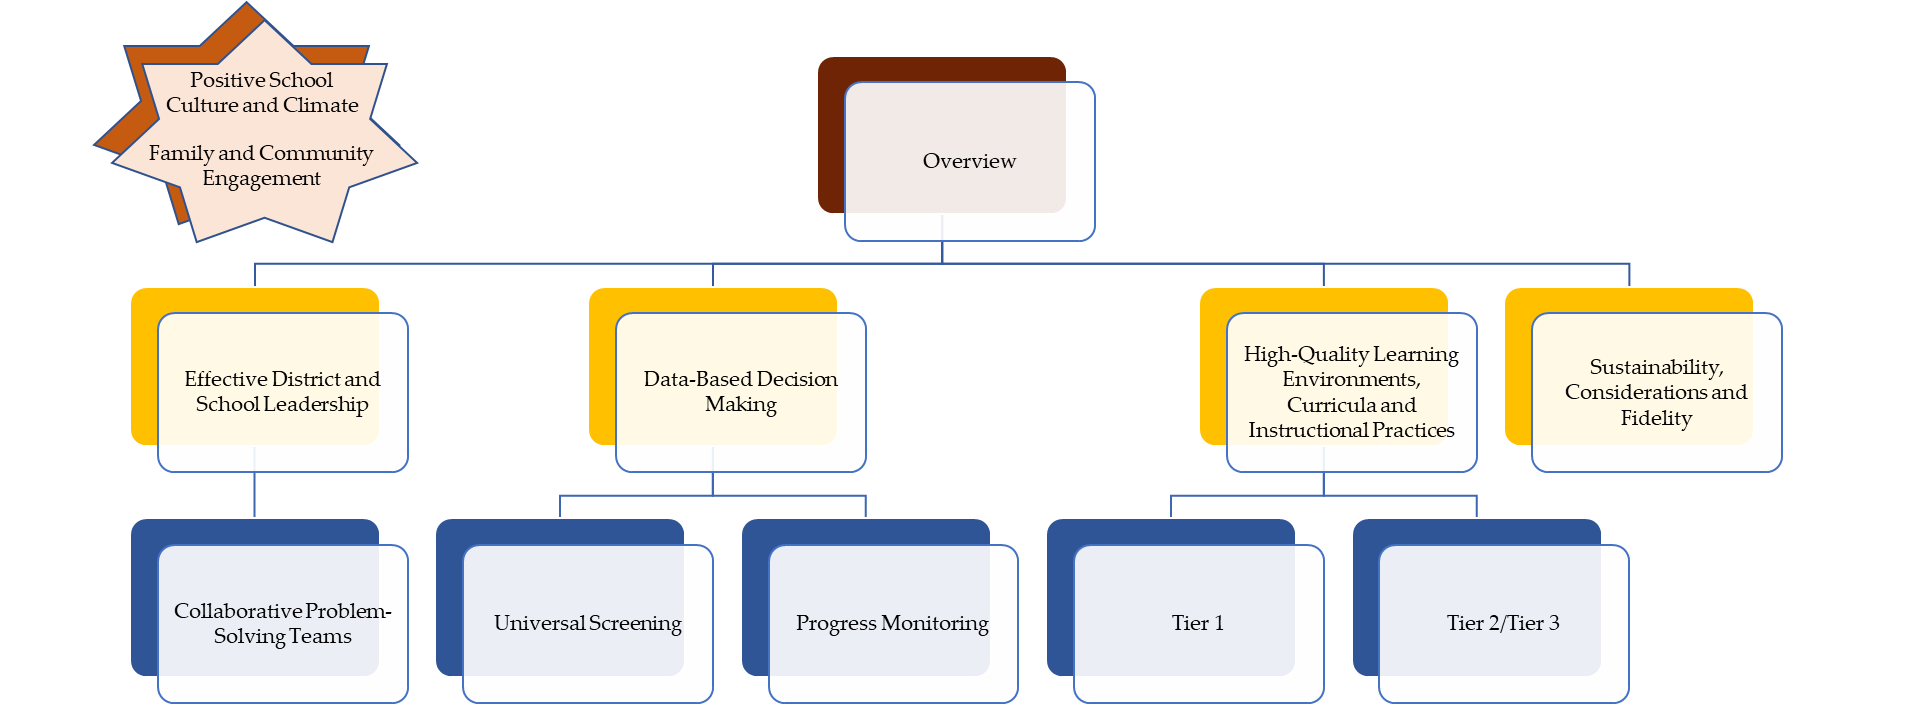 Positive School
Culture and Climate
Family and Community
Engagement
Overview
Effective District and
School Leadership
Data-Based Decision
Making
High-Quality Learning
Environments,
Curricula and
Instructional Practices
Sustainability,
Considerations and
Fidelity
Collaborative Problem-
Solving Teams
Universal Screening
Progress Monitoring
Tier 1
Tier 2/Tier 3